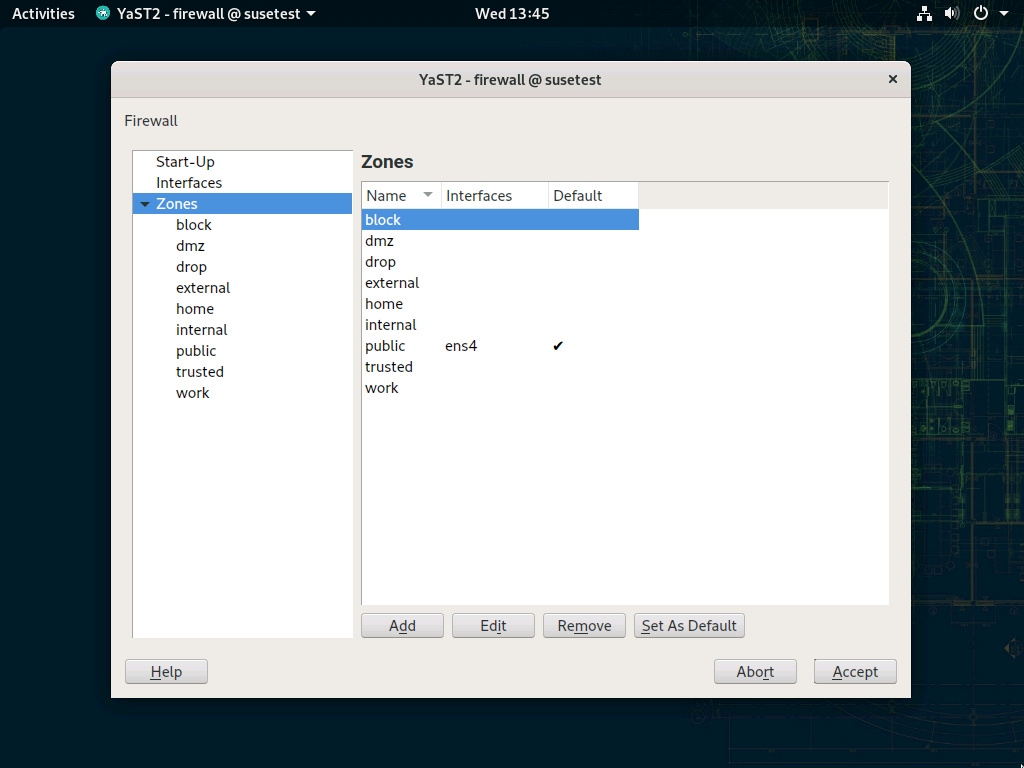 Activities YaST2 - firewall @ susetest Wed 13:45
YaST2 - firewall @ susetest
Firewall
Start-Up
Interfaces
Zones
block
dmz
drop
external
home
internal
public
trusted
work
Zones
Name Interfaces Default
block
dmz
drop
external
home
internal
public ens4 ✔
trusted
work
Add Edit Remove Set As Default
Help Abort Accept